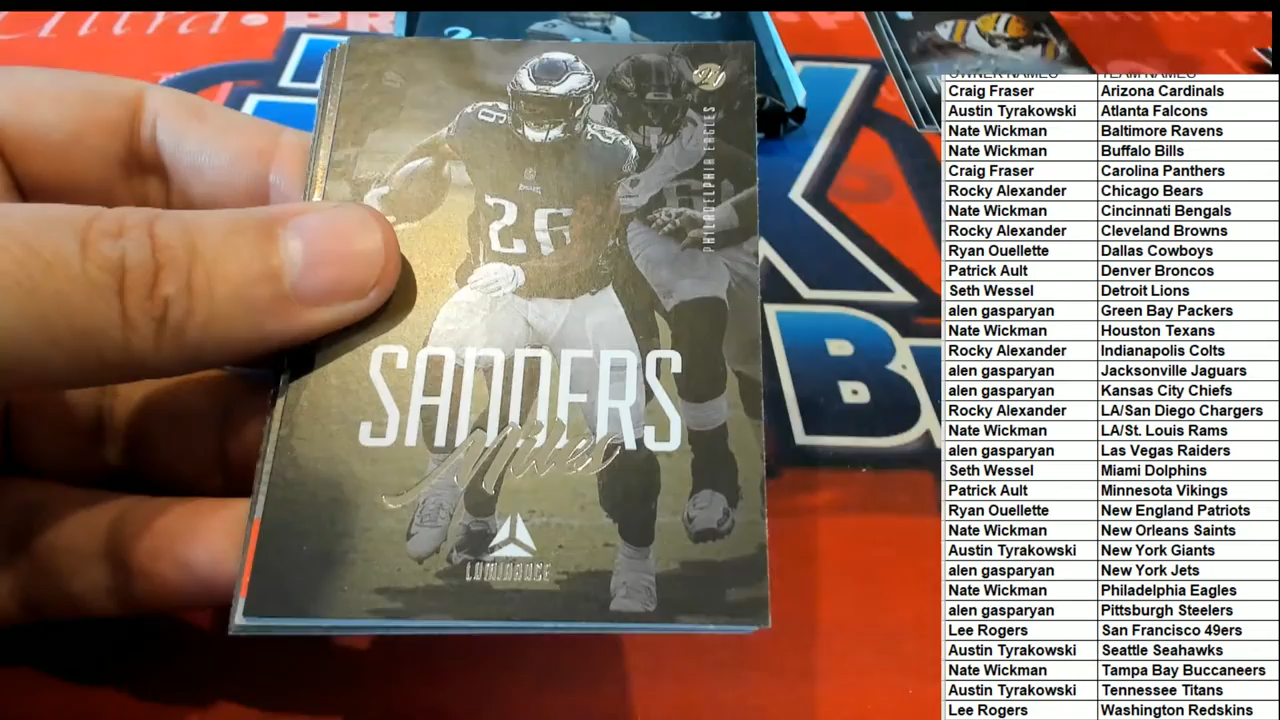 21
PHILADELPHIA EAGLES
26
26
SANDERS
Miles
LUMINANCE
OWNER NAMES TEAM NAMES
Craig Fraser Arizona Cardinals
Austin Tyrakowski Atlanta Falcons
Nate Wickman Baltimore Ravens
Nate Wickman Buffalo Bills
Craig Fraser Carolina Panthers
Rocky Alexander Chicago Bears
Nate Wickman Cincinnati Bengals
Rocky Alexander Cleveland Browns
Ryan Ouellette Dallas Cowboys
Patrick Ault Denver Broncos
Seth Wessel Detroit Lions
alen gasparyan Green Bay Packers
Nate Wickman Houston Texans
Rocky Alexander Indianapolis Colts
alen gasparyan Jacksonville Jaguars
alen gasparyan Kansas City Chiefs
Rocky Alexander LA/San Diego Chargers
Nate Wickman LA/St. Louis Rams
alen gasparyan Las Vegas Raiders
Seth Wessel Miami Dolphins
Patrick Ault Minnesota Vikings
Ryan Ouellette New England Patriots
Nate Wickman New Orleans Saints
Austin Tyrakowski New York Giants
alen gasparyan New York Jets
Nate Wickman Philadelphia Eagles
alen gasparyan Pittsburgh Steelers
Lee Rogers San Francisco 49ers
Austin Tyrakowski Seattle Seahawks
Nate Wickman Tampa Bay Buccaneers
Austin Tyrakowski Tennessee Titans
Lee Rogers Washington Redskins